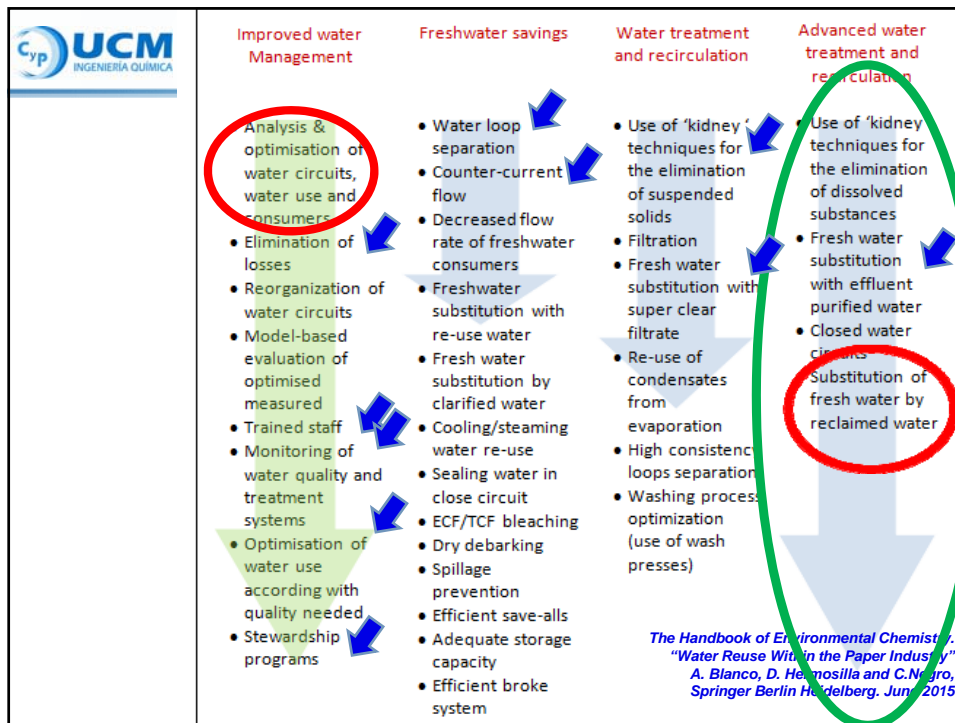 Cyp UCM
INGENIERÍA QUÍMICA
Improved water
Management
Analysis &
optimisation of
water circuits,
water use and
consumers
• Elimination of
losses
• Reorganization of
water circuits
• Model-based
evaluation of
optimised
measured
• Trained staff
• Monitoring of
water quality and
treatment
systems
• Optimisation of
water use
according with
quality needed
• Stewardship
programs
Freshwater savings
• Water loop
separation
• Counter-current
flow
• Decreased flow
rate of freshwater
consumers
• Freshwater
substitution with
re-use water
• Fresh water
substitution by
clarified water
• Cooling/steaming
water re-use
• Sealing water in
close circuit
• ECF/TCF bleaching
• Dry debarking
• Spillage
prevention
• Efficient save-alls
• Adequate storage
capacity
• Efficient broke
system
Water treatment
and recirculation
• Use of ‘kidney ‘
techniques for
the elimination
of suspended
solids
• Filtration
• Fresh water
substitution with
super clear
filtrate
• Re-use of
condensates
from
evaporation
• High consistency
loops separation
• Washing process
optimization
(use of wash
presses)
Advanced water
treatment and
recirculation
• Use of ‘kidney
techniques for
the elimination
of dissolved
substances
• Fresh water
substitution
with effluent
purified water
• Closed water
circuits
Substitution of
fresh water by
reclaimed water
The Handbook of Environmental Chemistry.
“Water Reuse Within the Paper Industry”
A. Blanco, D. Hermosilla and C.Negro,
Springer Berlin Heidelberg. June 2015